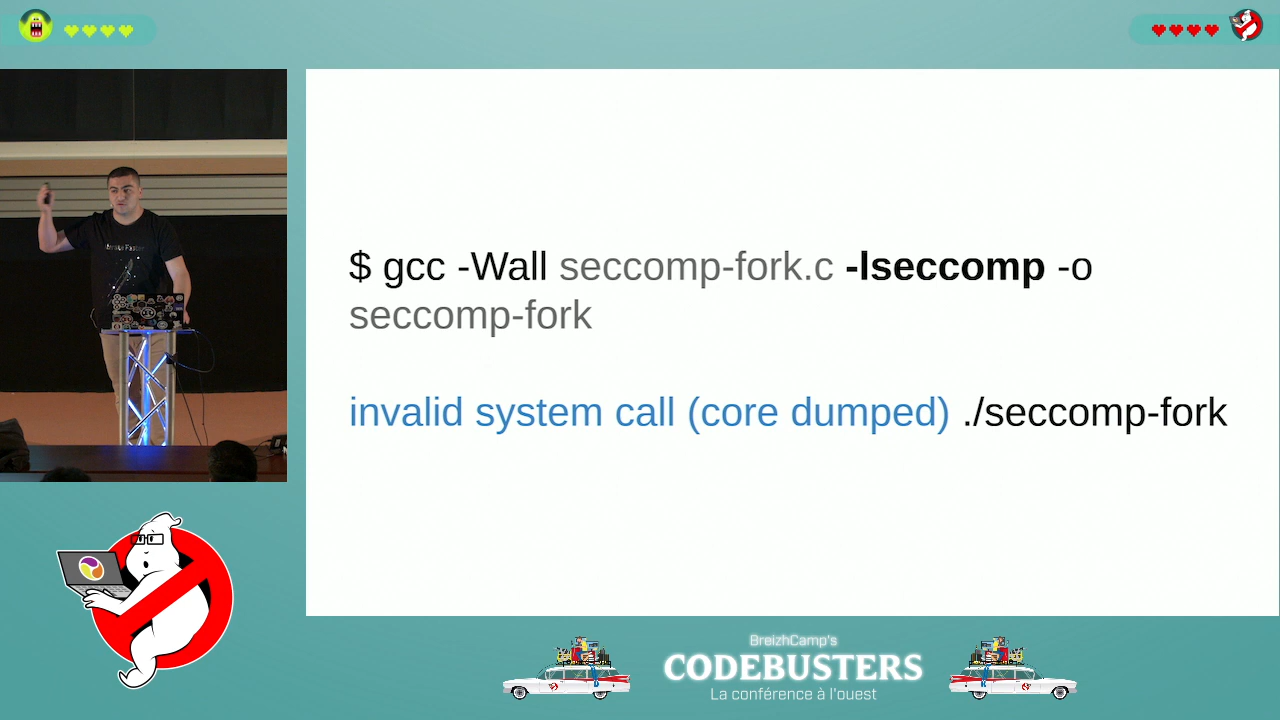 $ gcc -Wall seccomp-fork.c -lseccomp -o
seccomp-fork
invalid system call (core dumped) ./seccomp-fork
BreizhCamp's
CODEBUSTERS
La conférence à l'ouest